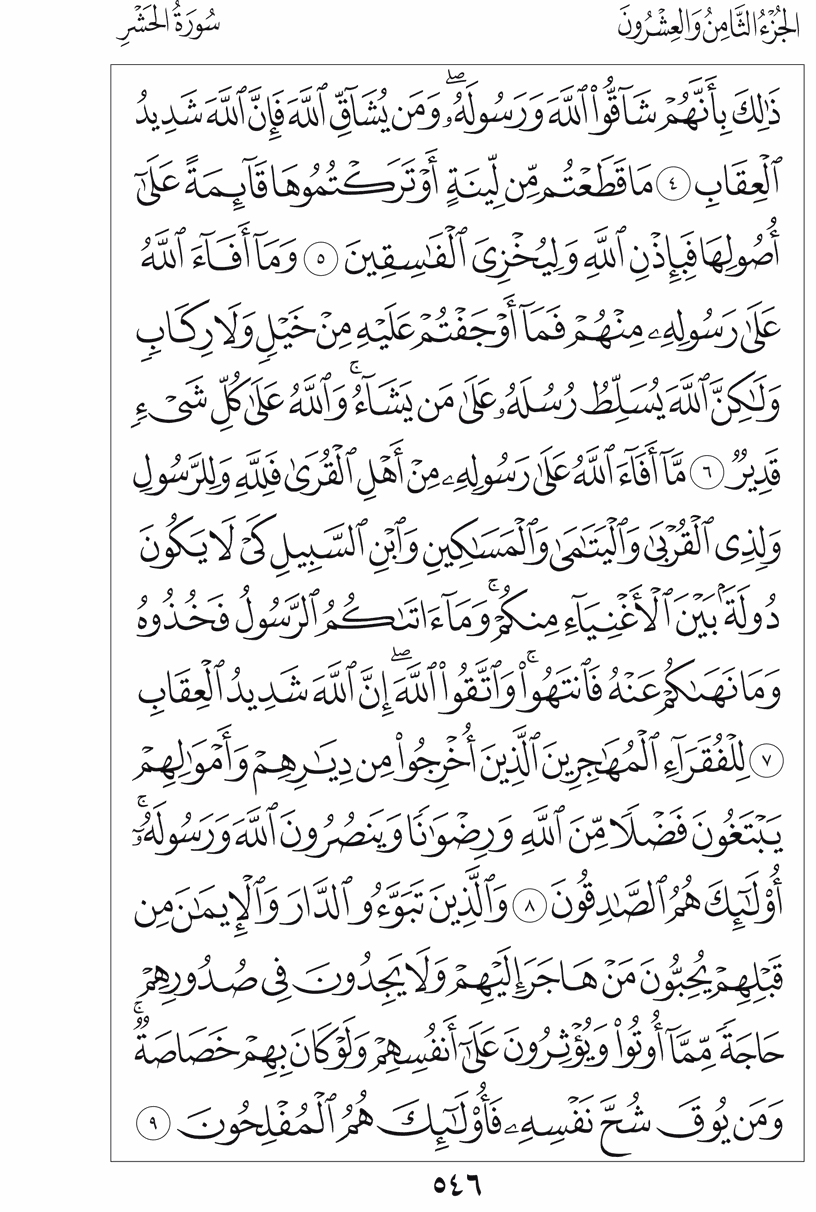 الجُزْءُ الثَّامِنُ وَالعِشْرُونَ
سُورَةُ الحَشْرِ
ذَٰلِكَ بِأَنَّهُمْ شَآقُّوا۟ ٱللَّهَ وَرَسُولَهُۥۖ وَمَن يُشَآقِّ ٱللَّهَ فَإِنَّ ٱللَّهَ شَدِيدُ
ٱلْعِقَابِ ٤ مَا قَطَعْتُم مِّن لِّينَةٍ أَوْ تَرَكْتُمُوهَا قَآئِمَةً عَلَىٰٓ
أُصُولِهَا فَبِإِذْنِ ٱللَّهِ وَلِيُخْزِىَ ٱلْفَٰسِقِينَ ٥ وَمَآ أَفَآءَ ٱللَّهُ
عَلَىٰ رَسُولِهِۦ مِنْهُمْ فَمَآ أَوْجَفْتُمْ عَلَيْهِ مِنْ خَيْلٍ وَلَا رِكَابٍ
وَلَٰكِنَّ ٱللَّهَ يُسَلِّطُ رُسُلَهُۥ عَلَىٰ مَن يَشَآءُۚ وَٱللَّهُ عَلَىٰ كُلِّ شَىْءٍ
قَدِيرٌ ٦ مَّآ أَفَآءَ ٱللَّهُ عَلَىٰ رَسُولِهِۦ مِنْ أَهْلِ ٱلْقُرَىٰ فَلِلَّهِ وَلِلرَّسُولِ
وَلِذِى ٱلْقُرْبَىٰ وَٱلْيَتَٰمَىٰ وَٱلْمَسَٰكِينِ وَٱبْنِ ٱلسَّبِيلِ كَىْ لَا يَكُونَ
دُولَةَۢ بَيْنَ ٱلْأَغْنِيَآءِ مِنكُمْۚ وَمَآ ءَاتَىٰكُمُ ٱلرَّسُولُ فَخُذُوهُ
وَمَا نَهَىٰكُمْ عَنْهُ فَٱنتَهُوا۟ۚ وَٱتَّقُوا۟ ٱللَّهَۖ إِنَّ ٱللَّهَ شَدِيدُ ٱلْعِقَابِ
٧ لِلْفُقَرَآءِ ٱلْمُهَٰجِرِينَ ٱلَّذِينَ أُخْرِجُوا۟ مِن دِيَٰرِهِمْ وَأَمْوَٰلِهِمْ
يَبْتَغُونَ فَضْلًا مِّنَ ٱللَّهِ وَرِضْوَٰنًا وَيَنصُرُونَ ٱللَّهَ وَرَسُولَهُۥٓۚ
أُو۟لَٰٓئِكَ هُمُ ٱلصَّٰدِقُونَ ٨ وَٱلَّذِينَ تَبَوَّءُو ٱلدَّارَ وَٱلْإِيمَٰنَ مِن
قَبْلِهِمْ يُحِبُّونَ مَنْ هَاجَرَ إِلَيْهِمْ وَلَا يَجِدُونَ فِى صُدُورِهِمْ
حَاجَةً مِّمَّآ أُوتُوا۟ وَيُؤْثِرُونَ عَلَىٰٓ أَنفُسِهِمْ وَلَوْ كَانَ بِهِمْ خَصَاصَةٌۚ
وَمَن يُوقَ شُحَّ نَفْسِهِۦ فَأُو۟لَٰٓئِكَ هُمُ ٱلْمُفْلِحُونَ ٩
٥٤٦